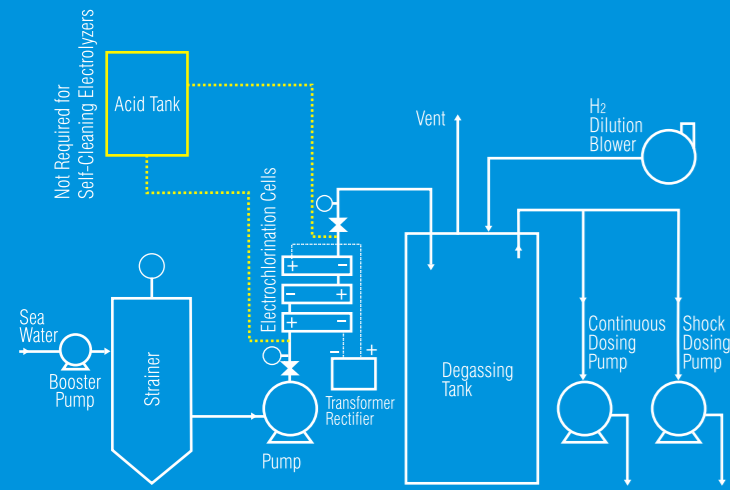 Not Required for
Self-Cleaning Electrolyzers
Acid Tank
Vent
H2
Dilution
Blower
Electrochlorination Cells
+ −
− +
+ −
− +
Sea
Water
Booster
Pump
Strainer
Pump
Transformer
Rectifier
Degassing
Tank
Continuous
Dosing
Pump
Shock
Dosing
Pump